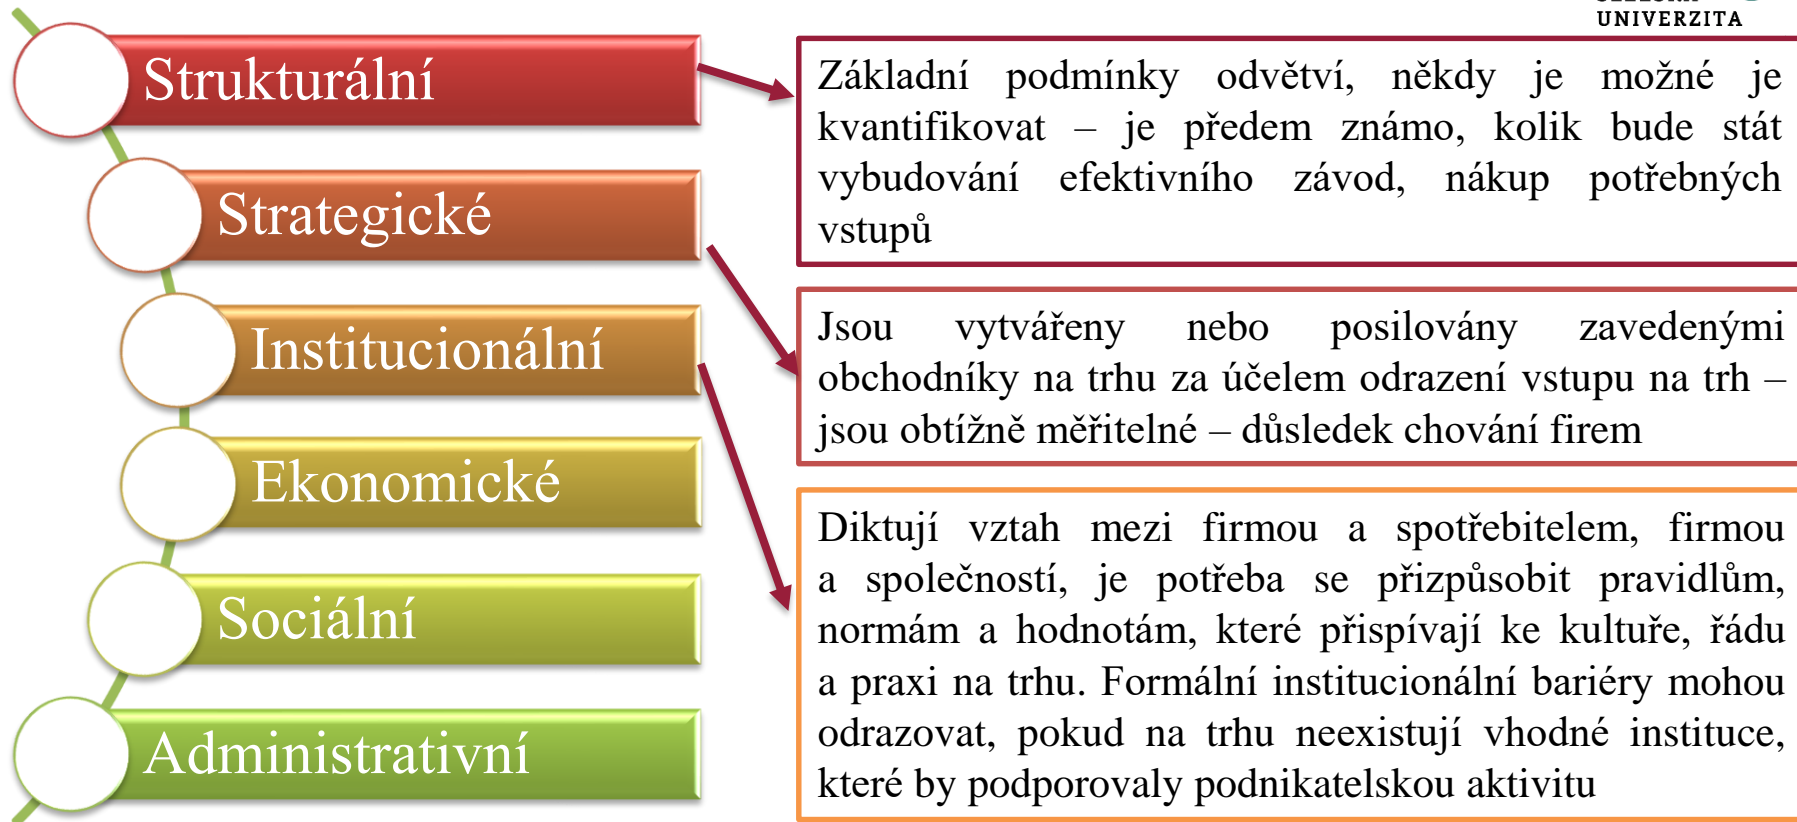 UNIVERZITA
Strukturální
Strategické
Institucionální
Ekonomické
Sociální
Administrativní
Základní podmínky odvětví, někdy je možné je
kvantifikovat – je předem známo, kolik bude stát
vybudování efektivního závod, nákup potřebných
vstupů
Jsou vytvářeny nebo posilovány zavedenými
obchodníky na trhu za účelem odrazení vstupu na trh –
jsou obtížně měřitelné – důsledek chování firem
Diktují vztah mezi firmou a spotřebitelem, firmou
a společností, je potřeba se přizpůsobit pravidlům,
normám a hodnotám, které přispívají ke kultuře, řádu
a praxi na trhu. Formální institucionální bariéry mohou
odrazovat, pokud na trhu neexistují vhodné instituce,
které by podporovaly podnikatelskou aktivitu